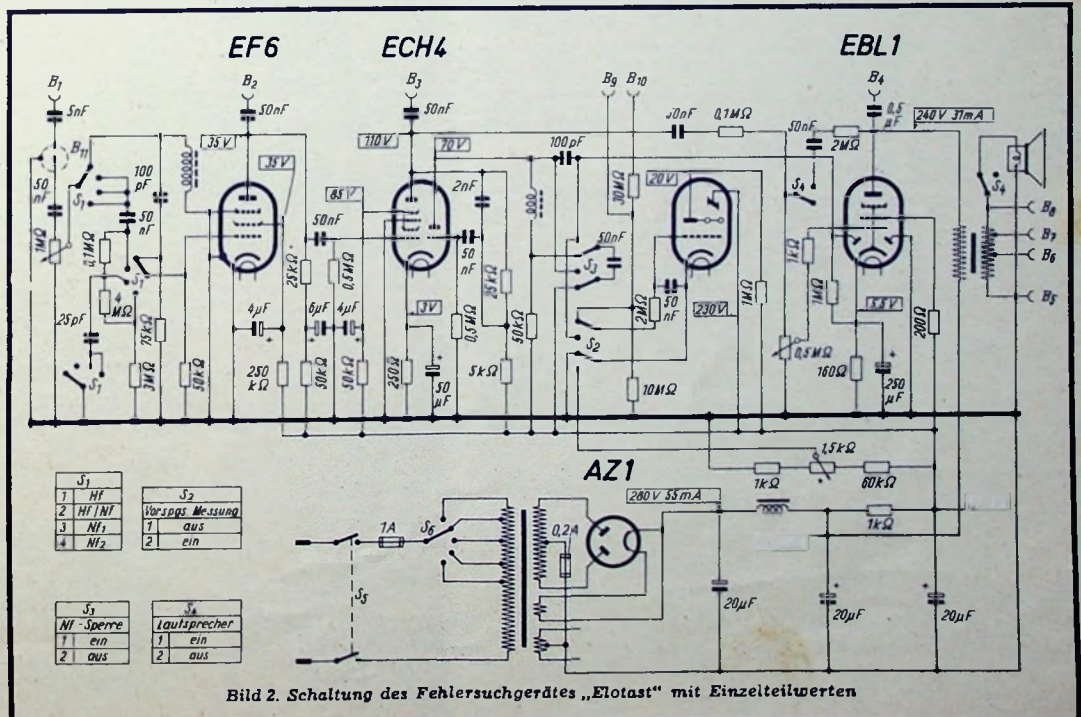 EF6
ECH4
EBL1
B1
B2
B3
B9
B10
B4
5nF
50nF
50nF
50nF
0,1MΩ
50nF
2MΩ
0,5
µF
240V 37mA
B11
35V
35V
110V
70V
100pF
20V
50
nF
1MΩ
100
pF
S1
50
nF
0,1MΩ
4
MΩ
S1
25pF
S1
3MΩ
75kΩ
50kΩ
4µF
250
kΩ
25kΩ
50nF
85V
0,5MΩ
6µF
4µF
50kΩ
50kΩ
2nF
50
nF
3V
250Ω
50
µF
0,5MΩ
25kΩ
5kΩ
50kΩ
30MΩ
50nF
S3
S2
2MΩ
50
nF
230V
10MΩ
1MΩ
S4
1kΩ
0,5MΩ
1MΩ
5,5V
160Ω
250
µF
200Ω
S4
B8
B7
B6
B5
1kΩ
1,5kΩ
60kΩ
AZ1
280V 55mA
1A
S6
0,2A
S5
1kΩ
20µF
20µF
20µF
S1
1 Hf
2 Hf/Nf
3 Nf1
4 Nf2
S2
Vorspgs. Messung
1 aus
2 ein
S3
Nf-Sperre
1 ein
2 aus
S4
Lautsprecher
1 ein
2 aus
Bild 2. Schaltung des Fehlersuchgerätes „Elotast" mit Einzelteilwerten